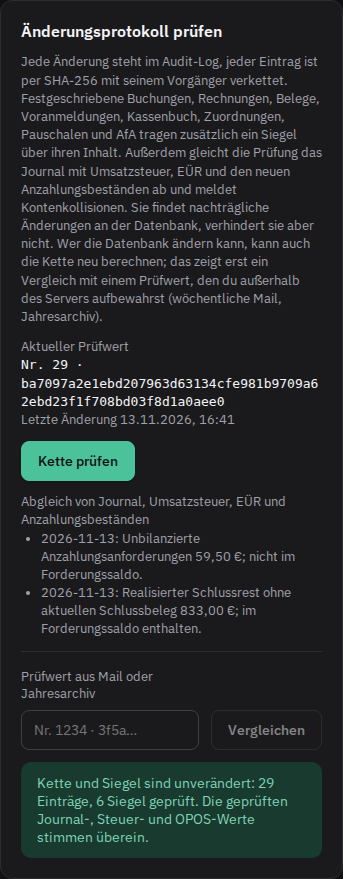 Änderungsprotokoll prüfen
Jede Änderung steht im Audit-Log, jeder Eintrag ist
per SHA-256 mit seinem Vorgänger verkettet.
Festgeschriebene Buchungen, Rechnungen, Belege,
Voranmeldungen, Kassenbuch, Zuordnungen,
Pauschalen und AfA tragen zusätzlich ein Siegel
über ihren Inhalt. Außerdem gleicht die Prüfung das
Journal mit Umsatzsteuer, EÜR und den neuen
Anzahlungsbeständen ab und meldet
Kontenkollisionen. Sie findet nachträgliche
Änderungen an der Datenbank, verhindert sie aber
nicht. Wer die Datenbank ändern kann, kann auch
die Kette neu berechnen; das zeigt erst ein
Vergleich mit einem Prüfwert, den du außerhalb
des Servers aufbewahrst (wöchentliche Mail,
Jahresarchiv).
Aktueller Prüfwert
Nr. 29 ·
ba7097a2e1ebd207963d63134cfe981b9709a6
2ebd23f1f708bd03f8d1a0aee0
Letzte Änderung 13.11.2026, 16:41
Kette prüfen
Abgleich von Journal, Umsatzsteuer, EÜR und
Anzahlungsbeständen
• 2026-11-13: Unbilanzierte
Anzahlungsanforderungen 59,50 €; nicht im
Forderungssaldo.
• 2026-11-13: Realisierter Schlussrest ohne
aktuellen Schlussbeleg 833,00 €; im
Forderungssaldo enthalten.
Prüfwert aus Mail oder
Jahresarchiv
Nr. 1234 · 3f5a…
Vergleichen
Kette und Siegel sind unverändert: 29
Einträge, 6 Siegel geprüft. Die geprüften
Journal-, Steuer- und OPOS-Werte
stimmen überein.